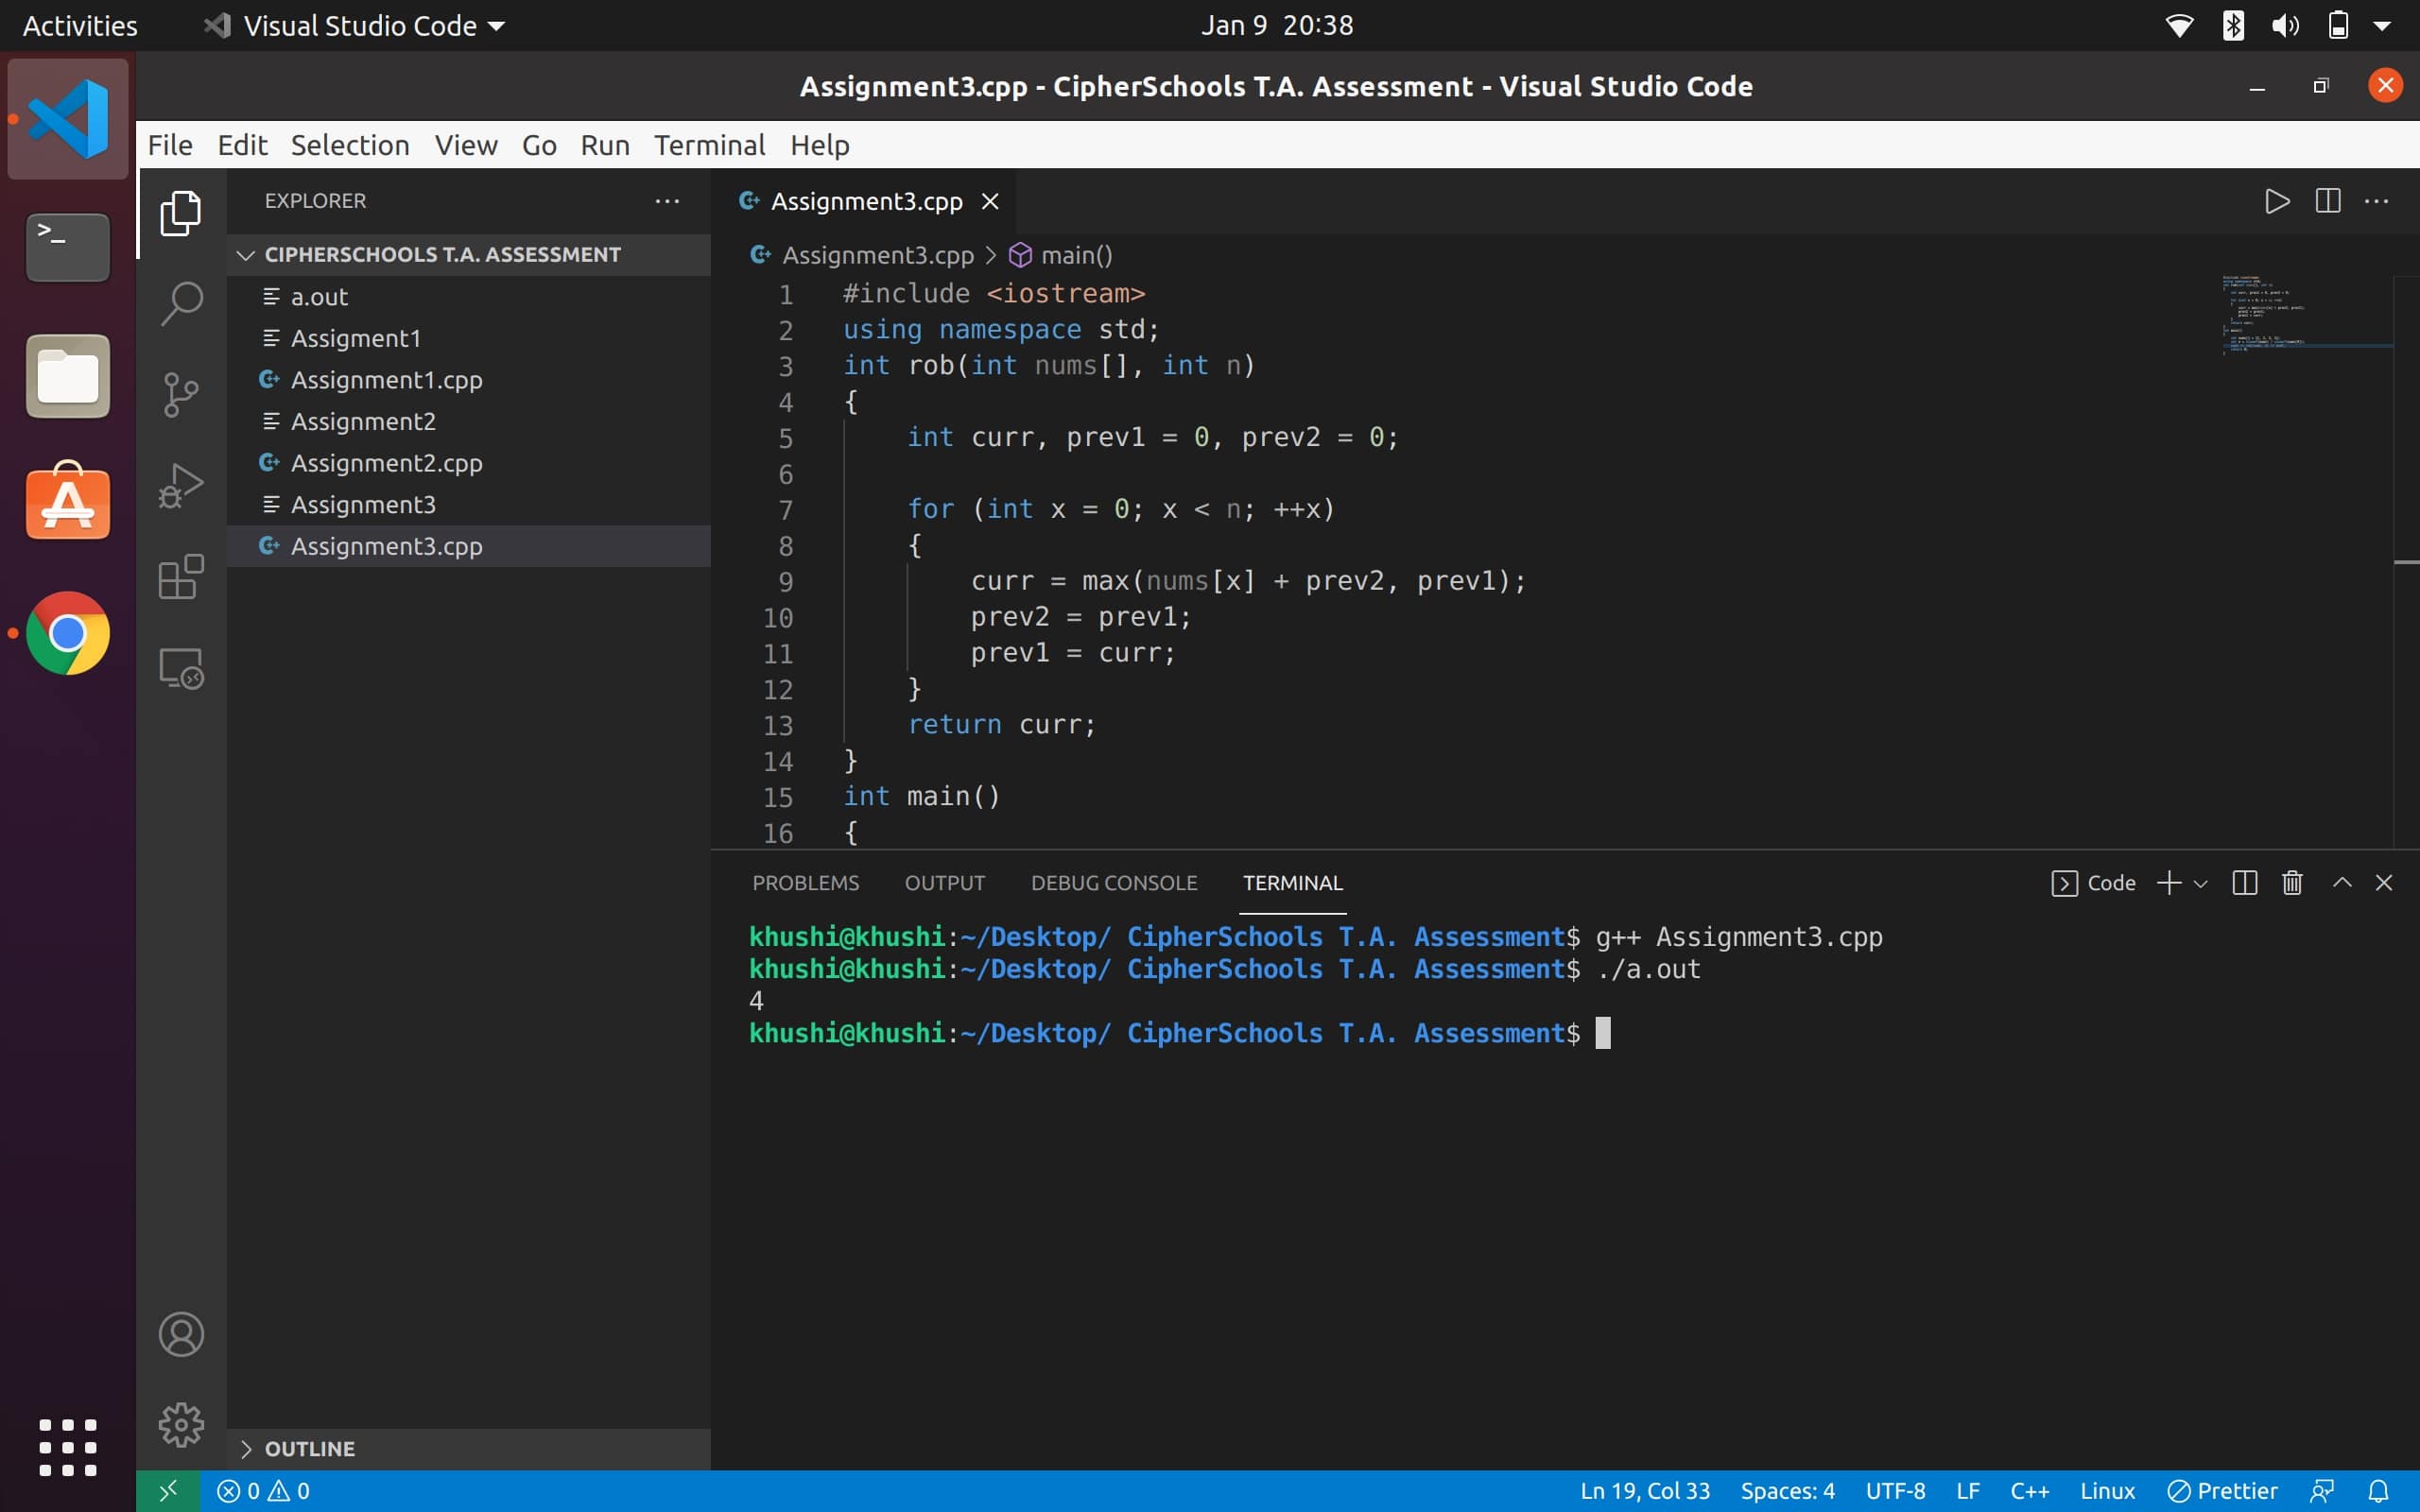 Activities
Visual Studio Code
Jan 9 20:38
Assignment3.cpp - CipherSchools T.A. Assessment - Visual Studio Code
File Edit Selection View Go Run Terminal Help
EXPLORER
CIPHERSCHOOLS T.A. ASSESSMENT
a.out
Assigment1
Assignment1.cpp
Assignment2
Assignment2.cpp
Assignment3
Assignment3.cpp
OUTLINE
Assignment3.cpp
Assignment3.cpp > main()
1 #include <iostream>
2 using namespace std;
3 int rob(int nums[], int n)
4 {
5 int curr, prev1 = 0, prev2 = 0;
6
7 for (int x = 0; x < n; ++x)
8 {
9 curr = max(nums[x] + prev2, prev1);
10 prev2 = prev1;
11 prev1 = curr;
12 }
13 return curr;
14 }
15 int main()
16 {
PROBLEMS OUTPUT DEBUG CONSOLE TERMINAL
Code
khushi@khushi:~/Desktop/ CipherSchools T.A. Assessment$ g++ Assignment3.cpp
khushi@khushi:~/Desktop/ CipherSchools T.A. Assessment$ ./a.out
4
khushi@khushi:~/Desktop/ CipherSchools T.A. Assessment$
0 0
Ln 19, Col 33 Spaces: 4 UTF-8 LF C++ Linux Prettier